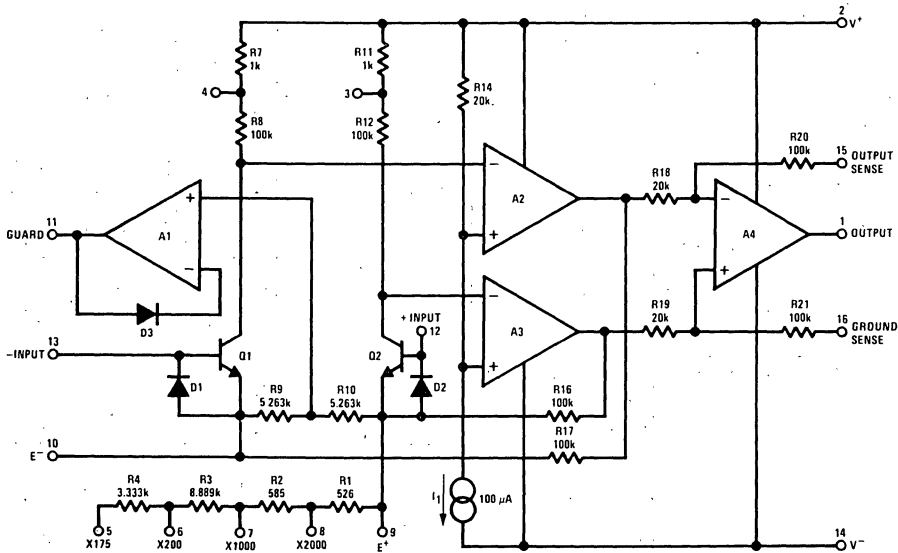 2
V+
R7
1k
R11
1k
4
3
R14
20k
R8
100k
R12
100k
R20
100k
15
OUTPUT
SENSE
R18
20k
−
A2
+
−
A4
+
1
OUTPUT
11
GUARD
+
A1
−
D3
+ INPUT
12
−
A3
+
R19
20k
R21
100k
16
GROUND
SENSE
13
−INPUT
Q1
Q2
D1
D2
R9
5.263k
R10
5.263k
R16
100k
R17
100k
10
E−
R4
3.333k
R3
8.889k
R2
585
R1
526
I1
100 µA
5
X175
6
X200
7
X1000
8
X2000
9
E+
14
V−